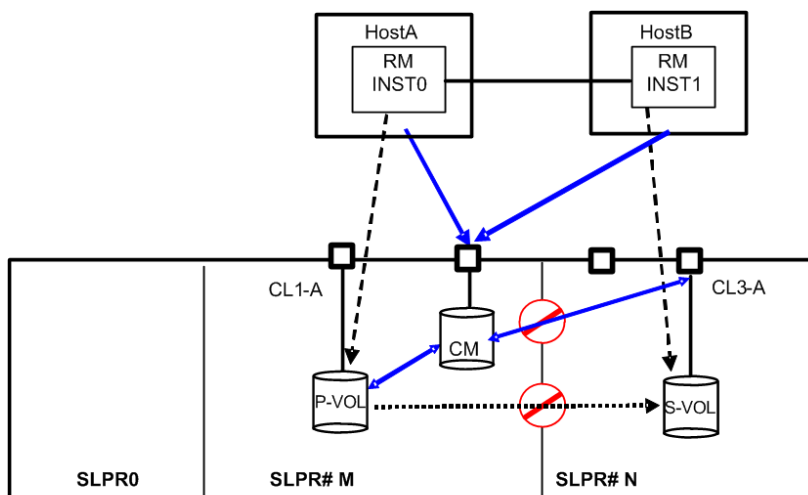 HostA
HostB
RM
INST0
RM
INST1
CL1-A
CL3-A
CM
P-VOL
S-VOL
SLPR0
SLPR# M
SLPR# N